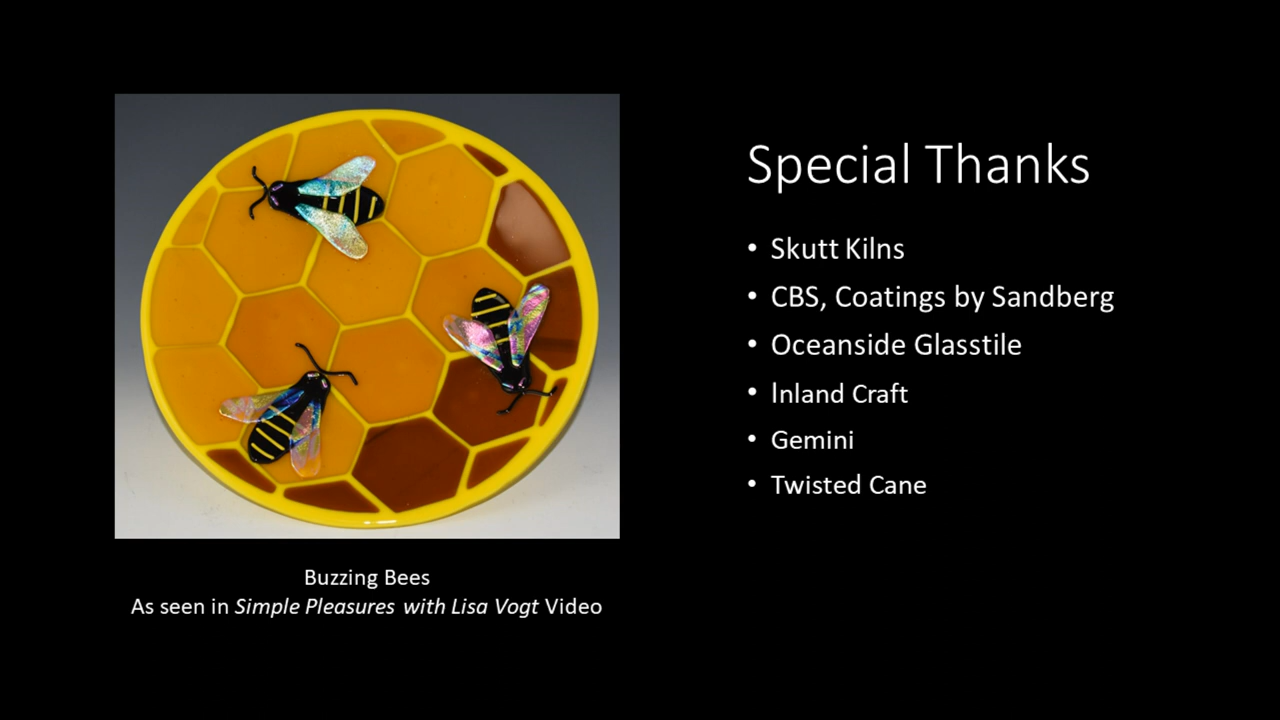 Special Thanks
• Skutt Kilns
• CBS, Coatings by Sandberg
• Oceanside Glasstile
• Inland Craft
• Gemini
• Twisted Cane
Buzzing Bees
As seen in Simple Pleasures with Lisa Vogt Video